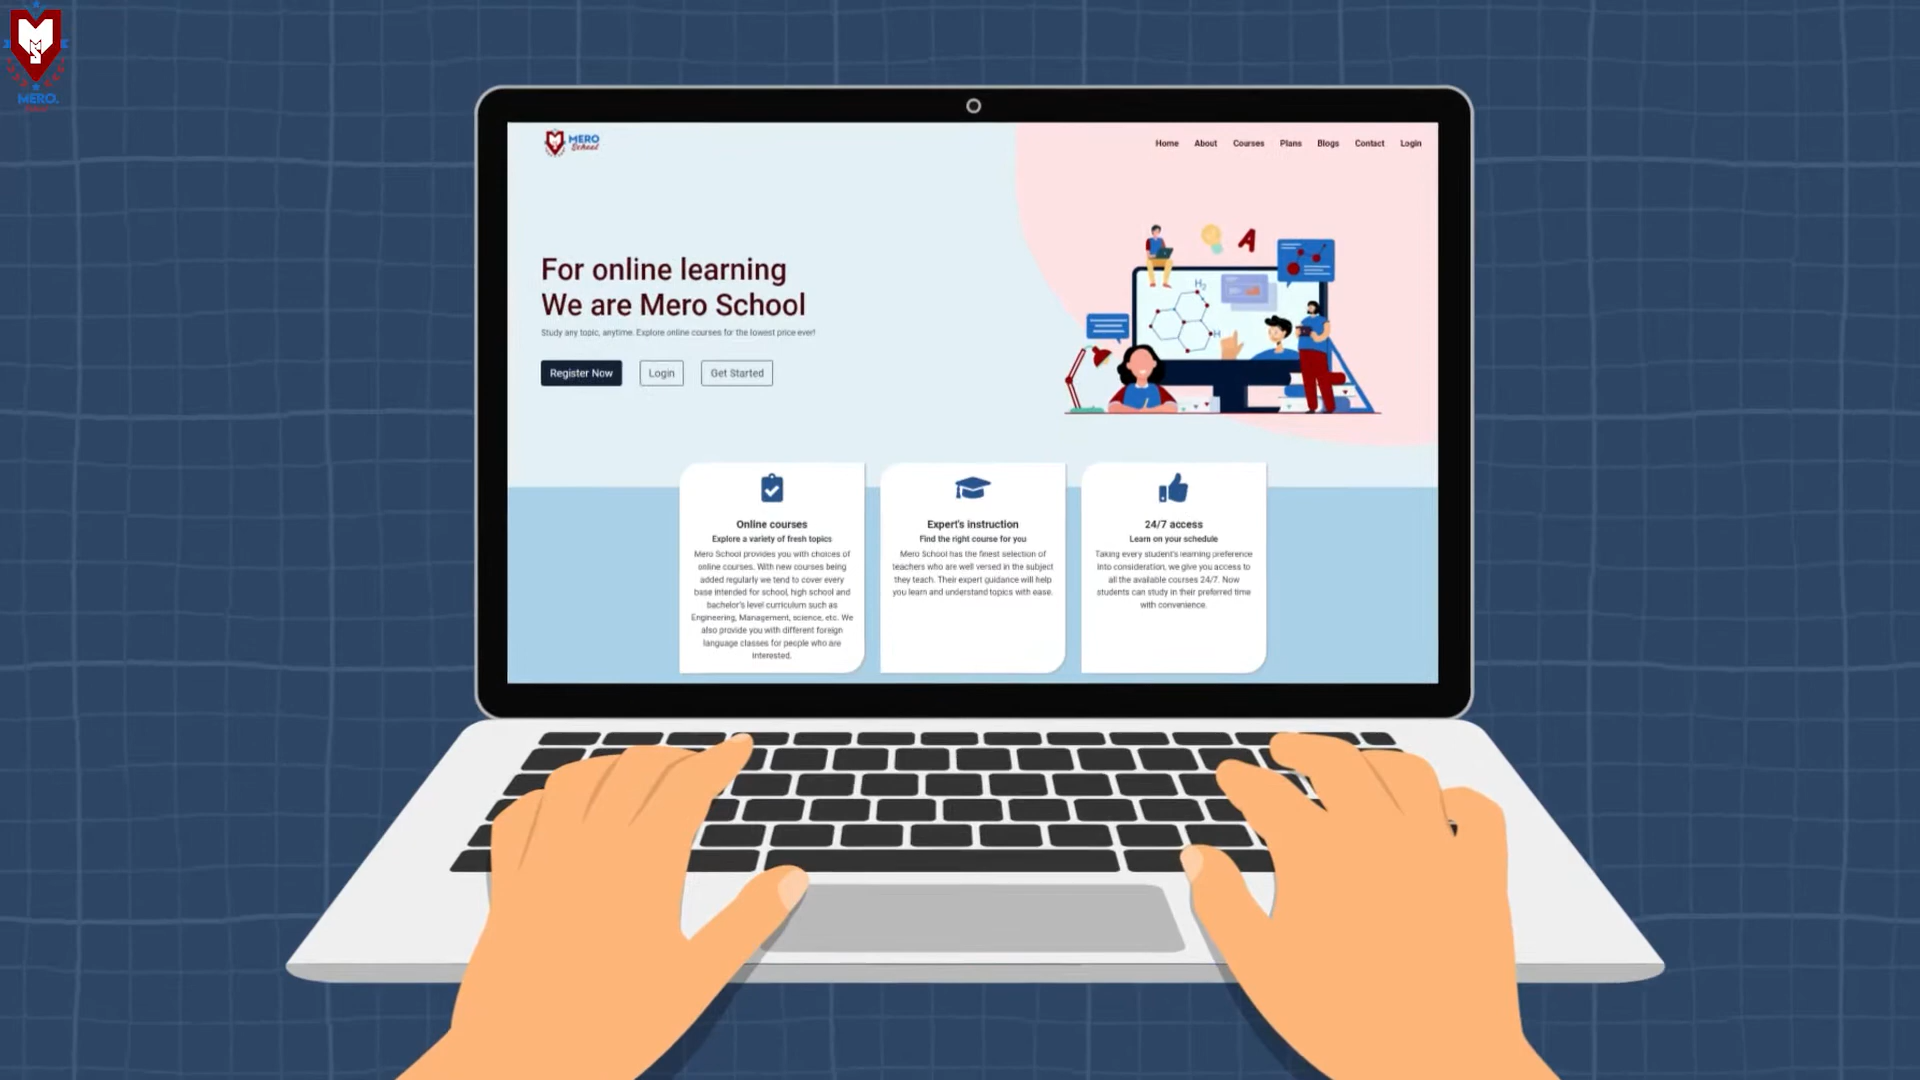 MERO.
MERO
School
Home About Courses Plans Blogs Contact Login
For online learning
We are Mero School
Study any topic, anytime. Explore online courses for the lowest price ever!
Register Now Login Get Started
A
H2
H
Online courses
Explore a variety of fresh topics
Mero School provides you with choices of
online courses. With new courses being
added regularly we tend to cover every
base intended for school, high school and
bachelor's level curriculum such as
Engineering, Management, science, etc. We
also provide you with different foreign
language classes for people who are
interested.
Expert's instruction
Find the right course for you
Mero School has the finest selection of
teachers who are well versed in the subject
they teach. Their expert guidance will help
you learn and understand topics with ease.
24/7 access
Learn on your schedule
Taking every student's learning preference
into consideration, we give you access to
all the available courses 24/7. Now
students can study in their preferred time
with convenience.